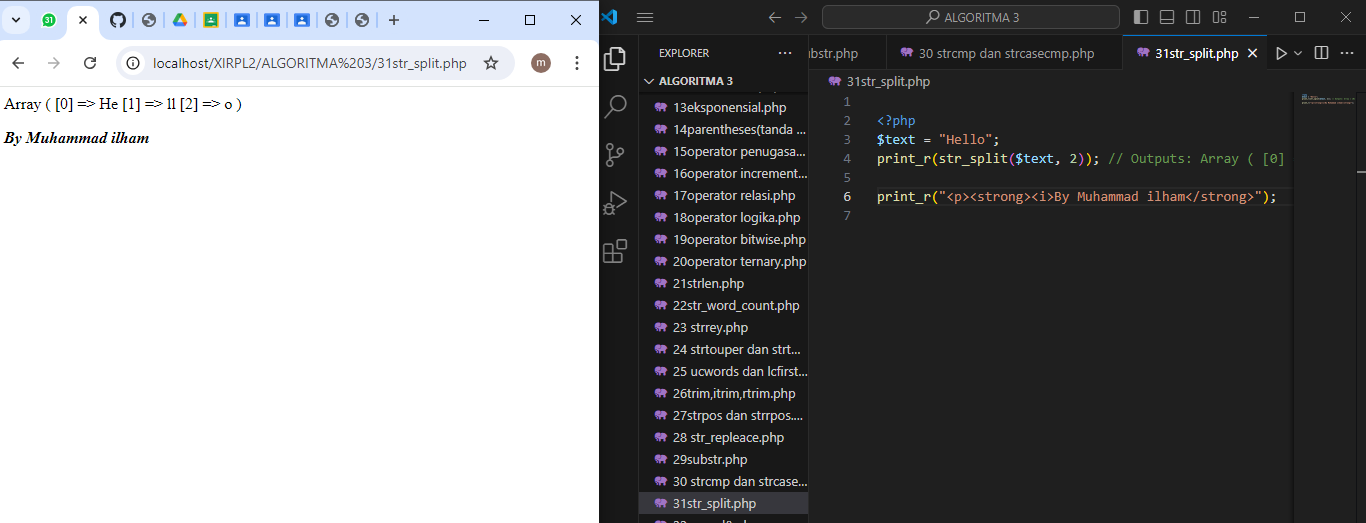 31
localhost/XIRPL2/ALGORITMA%203/31str_split.php
m
Array ( [0] => He [1] => ll [2] => o )
By Muhammad ilham
ALGORITMA 3
EXPLORER
ALGORITMA 3
13eksponensial.php
14parentheses(tanda ...
15operator penugasa...
16operator increment...
17operator relasi.php
18operator logika.php
19operator bitwise.php
20operator ternary.php
21strlen.php
22str_word_count.php
23 strrey.php
24 strtouper dan strt...
25 ucwords dan lcfirst...
26trim,itrim,rtrim.php
27strpos dan strrpos....
28 str_repleace.php
29substr.php
30 strcmp dan strcase...
31str_split.php
ubstr.php
30 strcmp dan strcasecmp.php
31str_split.php
31str_split.php
1
2 <?php
3 $text = "Hello";
4 print_r(str_split($text, 2)); // Outputs: Array ( [0]
5
6 print_r("<p><strong><i>By Muhammad ilham</strong>");
7